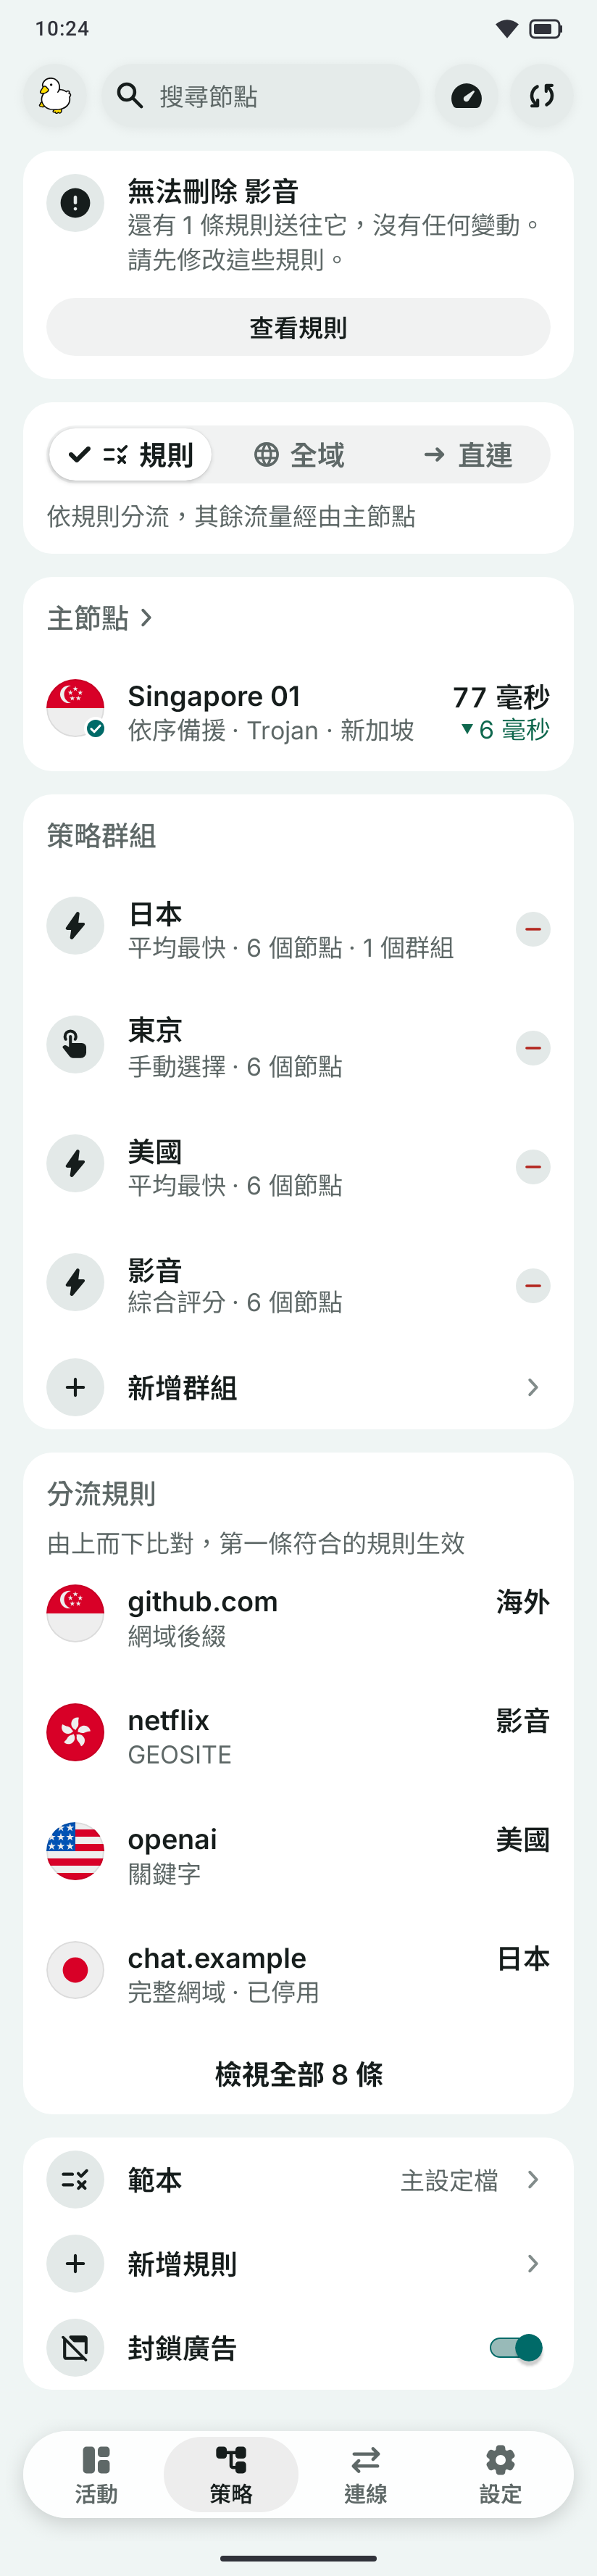 10:24
搜尋節點
無法刪除 影音
還有 1 條規則送往它，沒有任何變動。
請先修改這些規則。
查看規則
規則
全域
直連
依規則分流，其餘流量經由主節點
主節點
Singapore 01
77 毫秒
依序備援 · Trojan · 新加坡
▼6 毫秒
策略群組
日本
平均最快 · 6 個節點 · 1 個群組
東京
手動選擇 · 6 個節點
美國
平均最快 · 6 個節點
影音
綜合評分 · 6 個節點
新增群組
分流規則
由上而下比對，第一條符合的規則生效
github.com
海外
網域後綴
netflix
影音
GEOSITE
openai
美國
關鍵字
chat.example
日本
完整網域 · 已停用
檢視全部 8 條
範本
主設定檔
新增規則
封鎖廣告
活動
策略
連線
設定